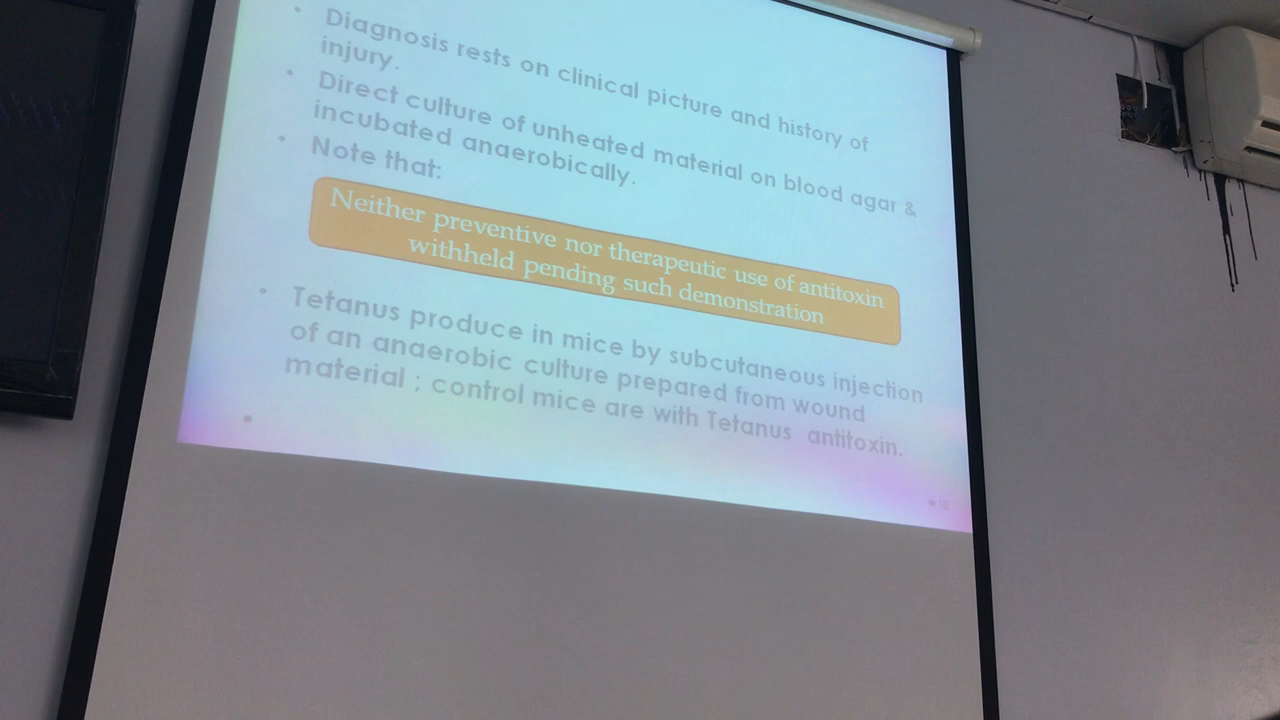 • Diagnosis rests on clinical picture and history of
injury.
• Direct culture of unheated material on blood agar &
incubated anaerobically.
• Note that:
Neither preventive nor therapeutic use of antitoxin
withheld pending such demonstration
• Tetanus produce in mice by subcutaneous injection
of an anaerobic culture prepared from wound
material ; control mice are with Tetanus antitoxin.
•
18